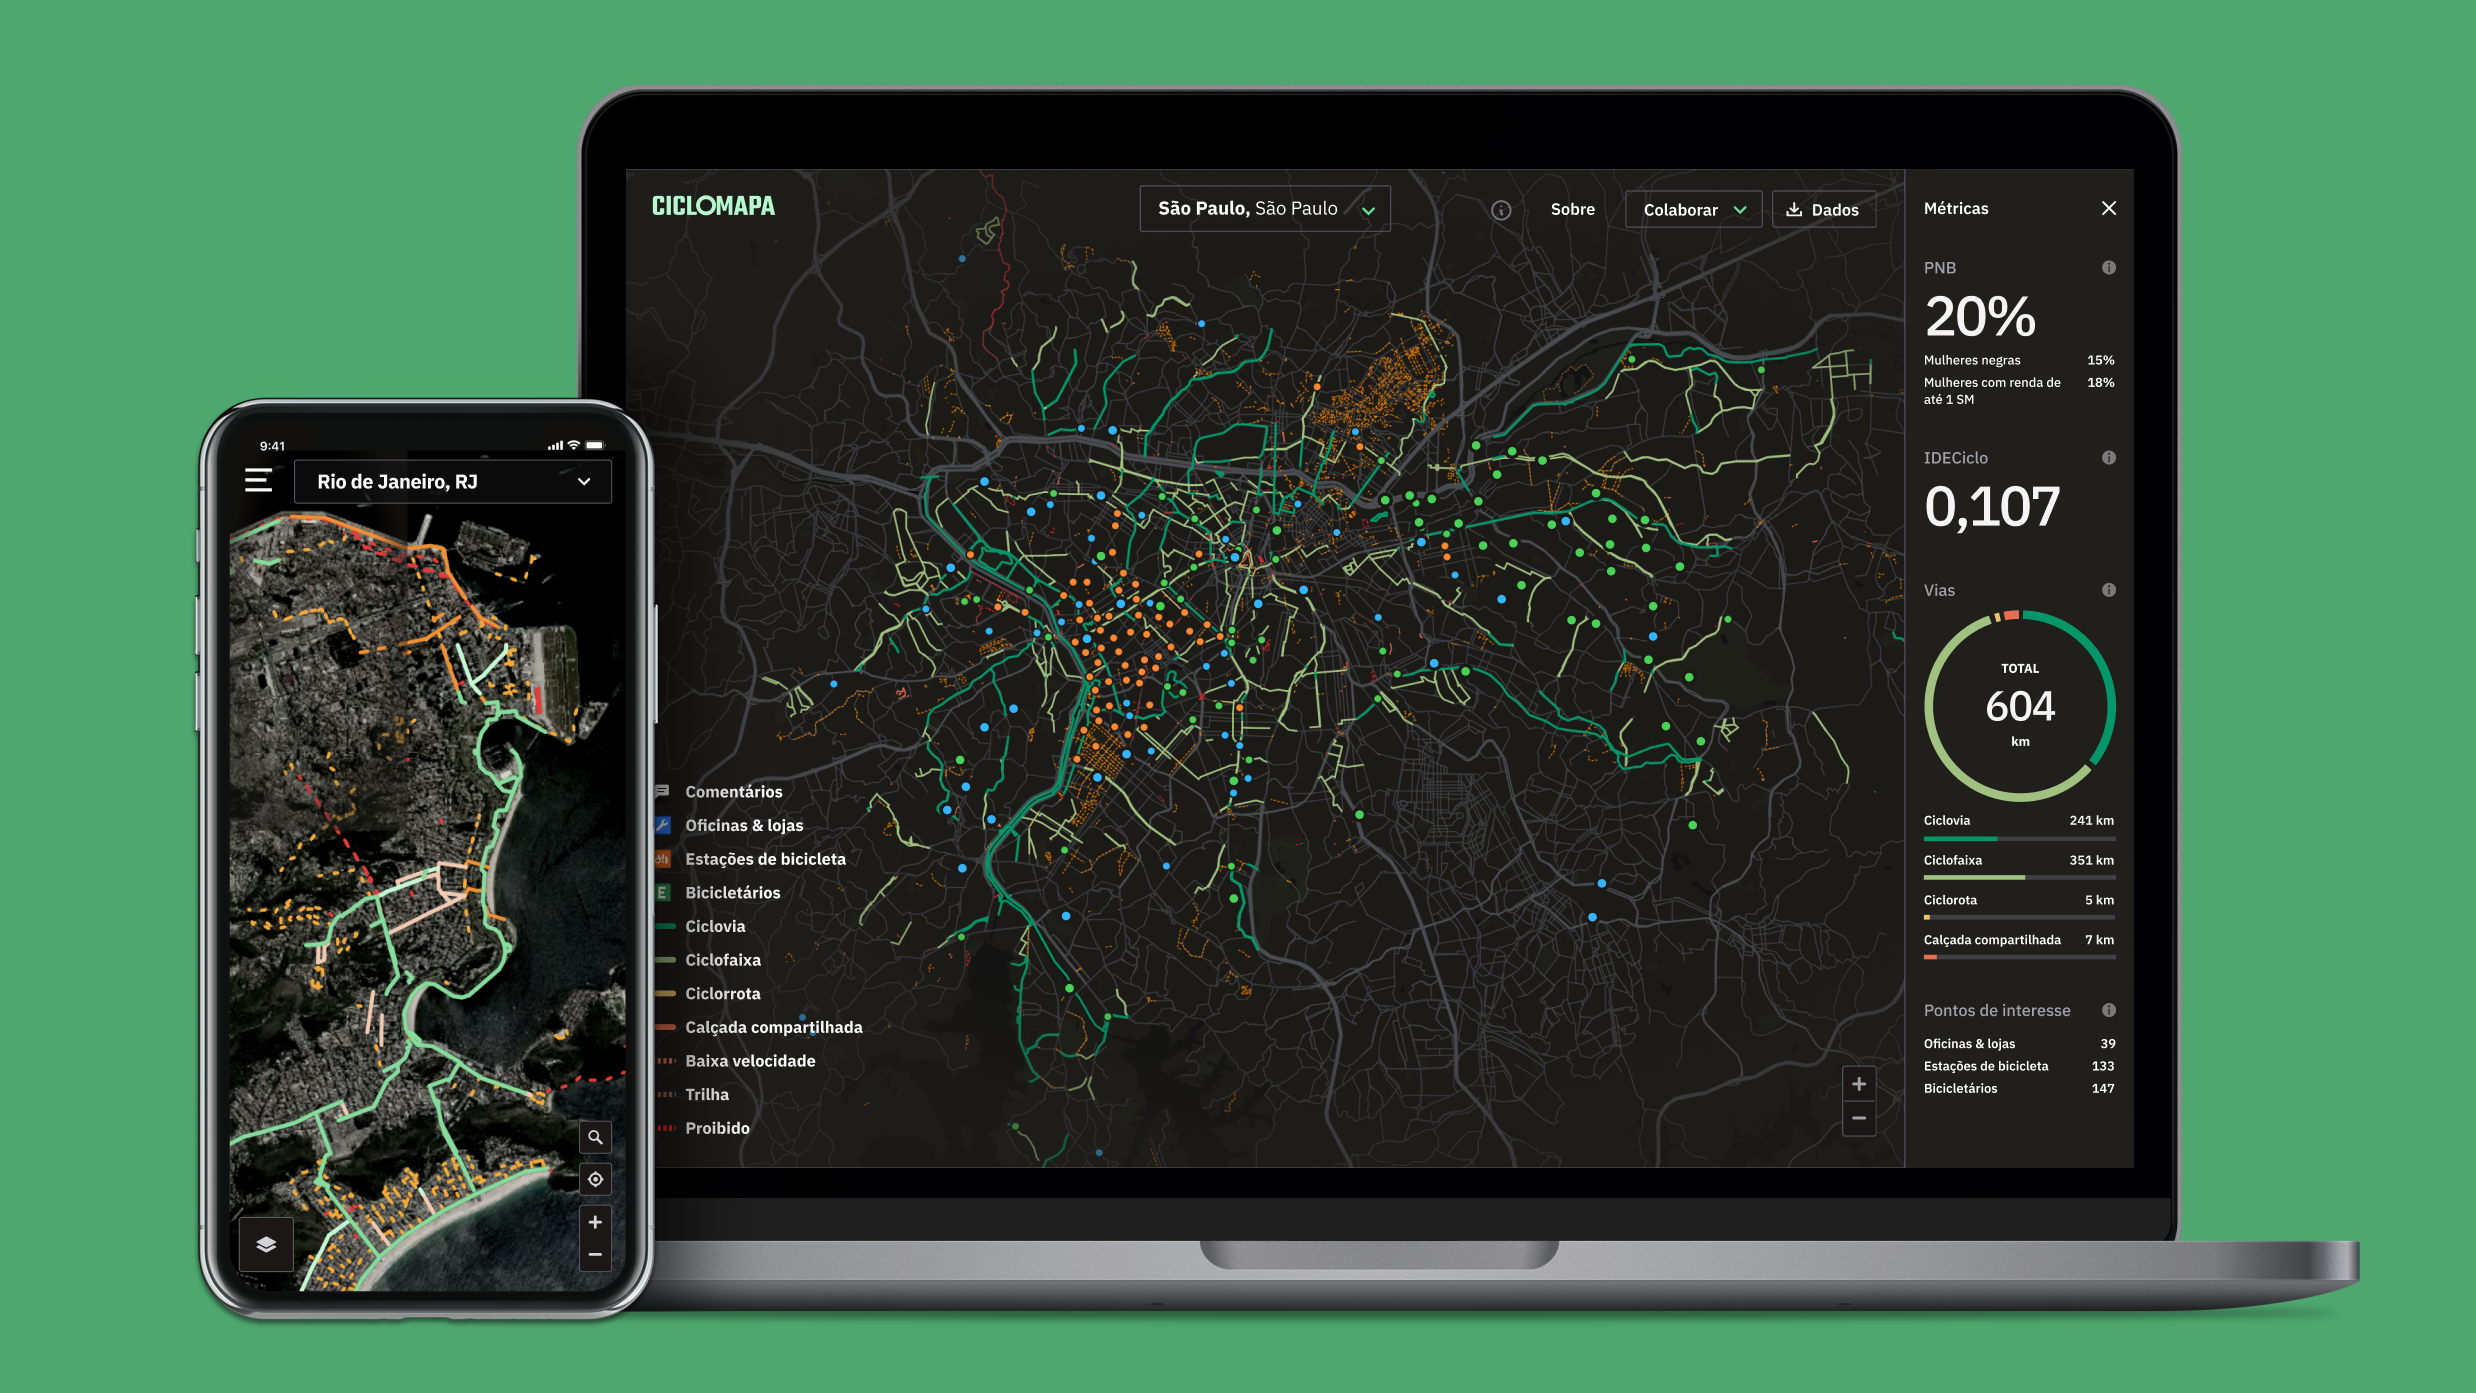 9:41
Rio de Janeiro, RJ
CICLOMAPA
São Paulo, São Paulo
Sobre
Colaborar
Dados
Comentários
Oficinas & lojas
Estações de bicicleta
E Bicicletários
Ciclovia
Ciclofaixa
Ciclorrota
Calçada compartilhada
Baixa velocidade
Trilha
Proibido
Métricas
PNB
20%
Mulheres negras 15%
Mulheres com renda de 18%
até 1 SM
IDECiclo
0,107
Vias
TOTAL
604
km
Ciclovia 241 km
Ciclofaixa 351 km
Ciclorota 5 km
Calçada compartilhada 7 km
Pontos de interesse
Oficinas & lojas 39
Estações de bicicleta 133
Bicicletários 147